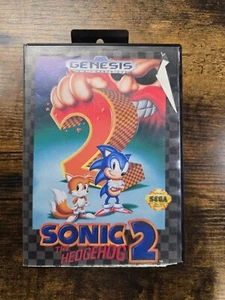 GENESIS
2
SONIC
THE
HEDGEHOG 2
SEGA